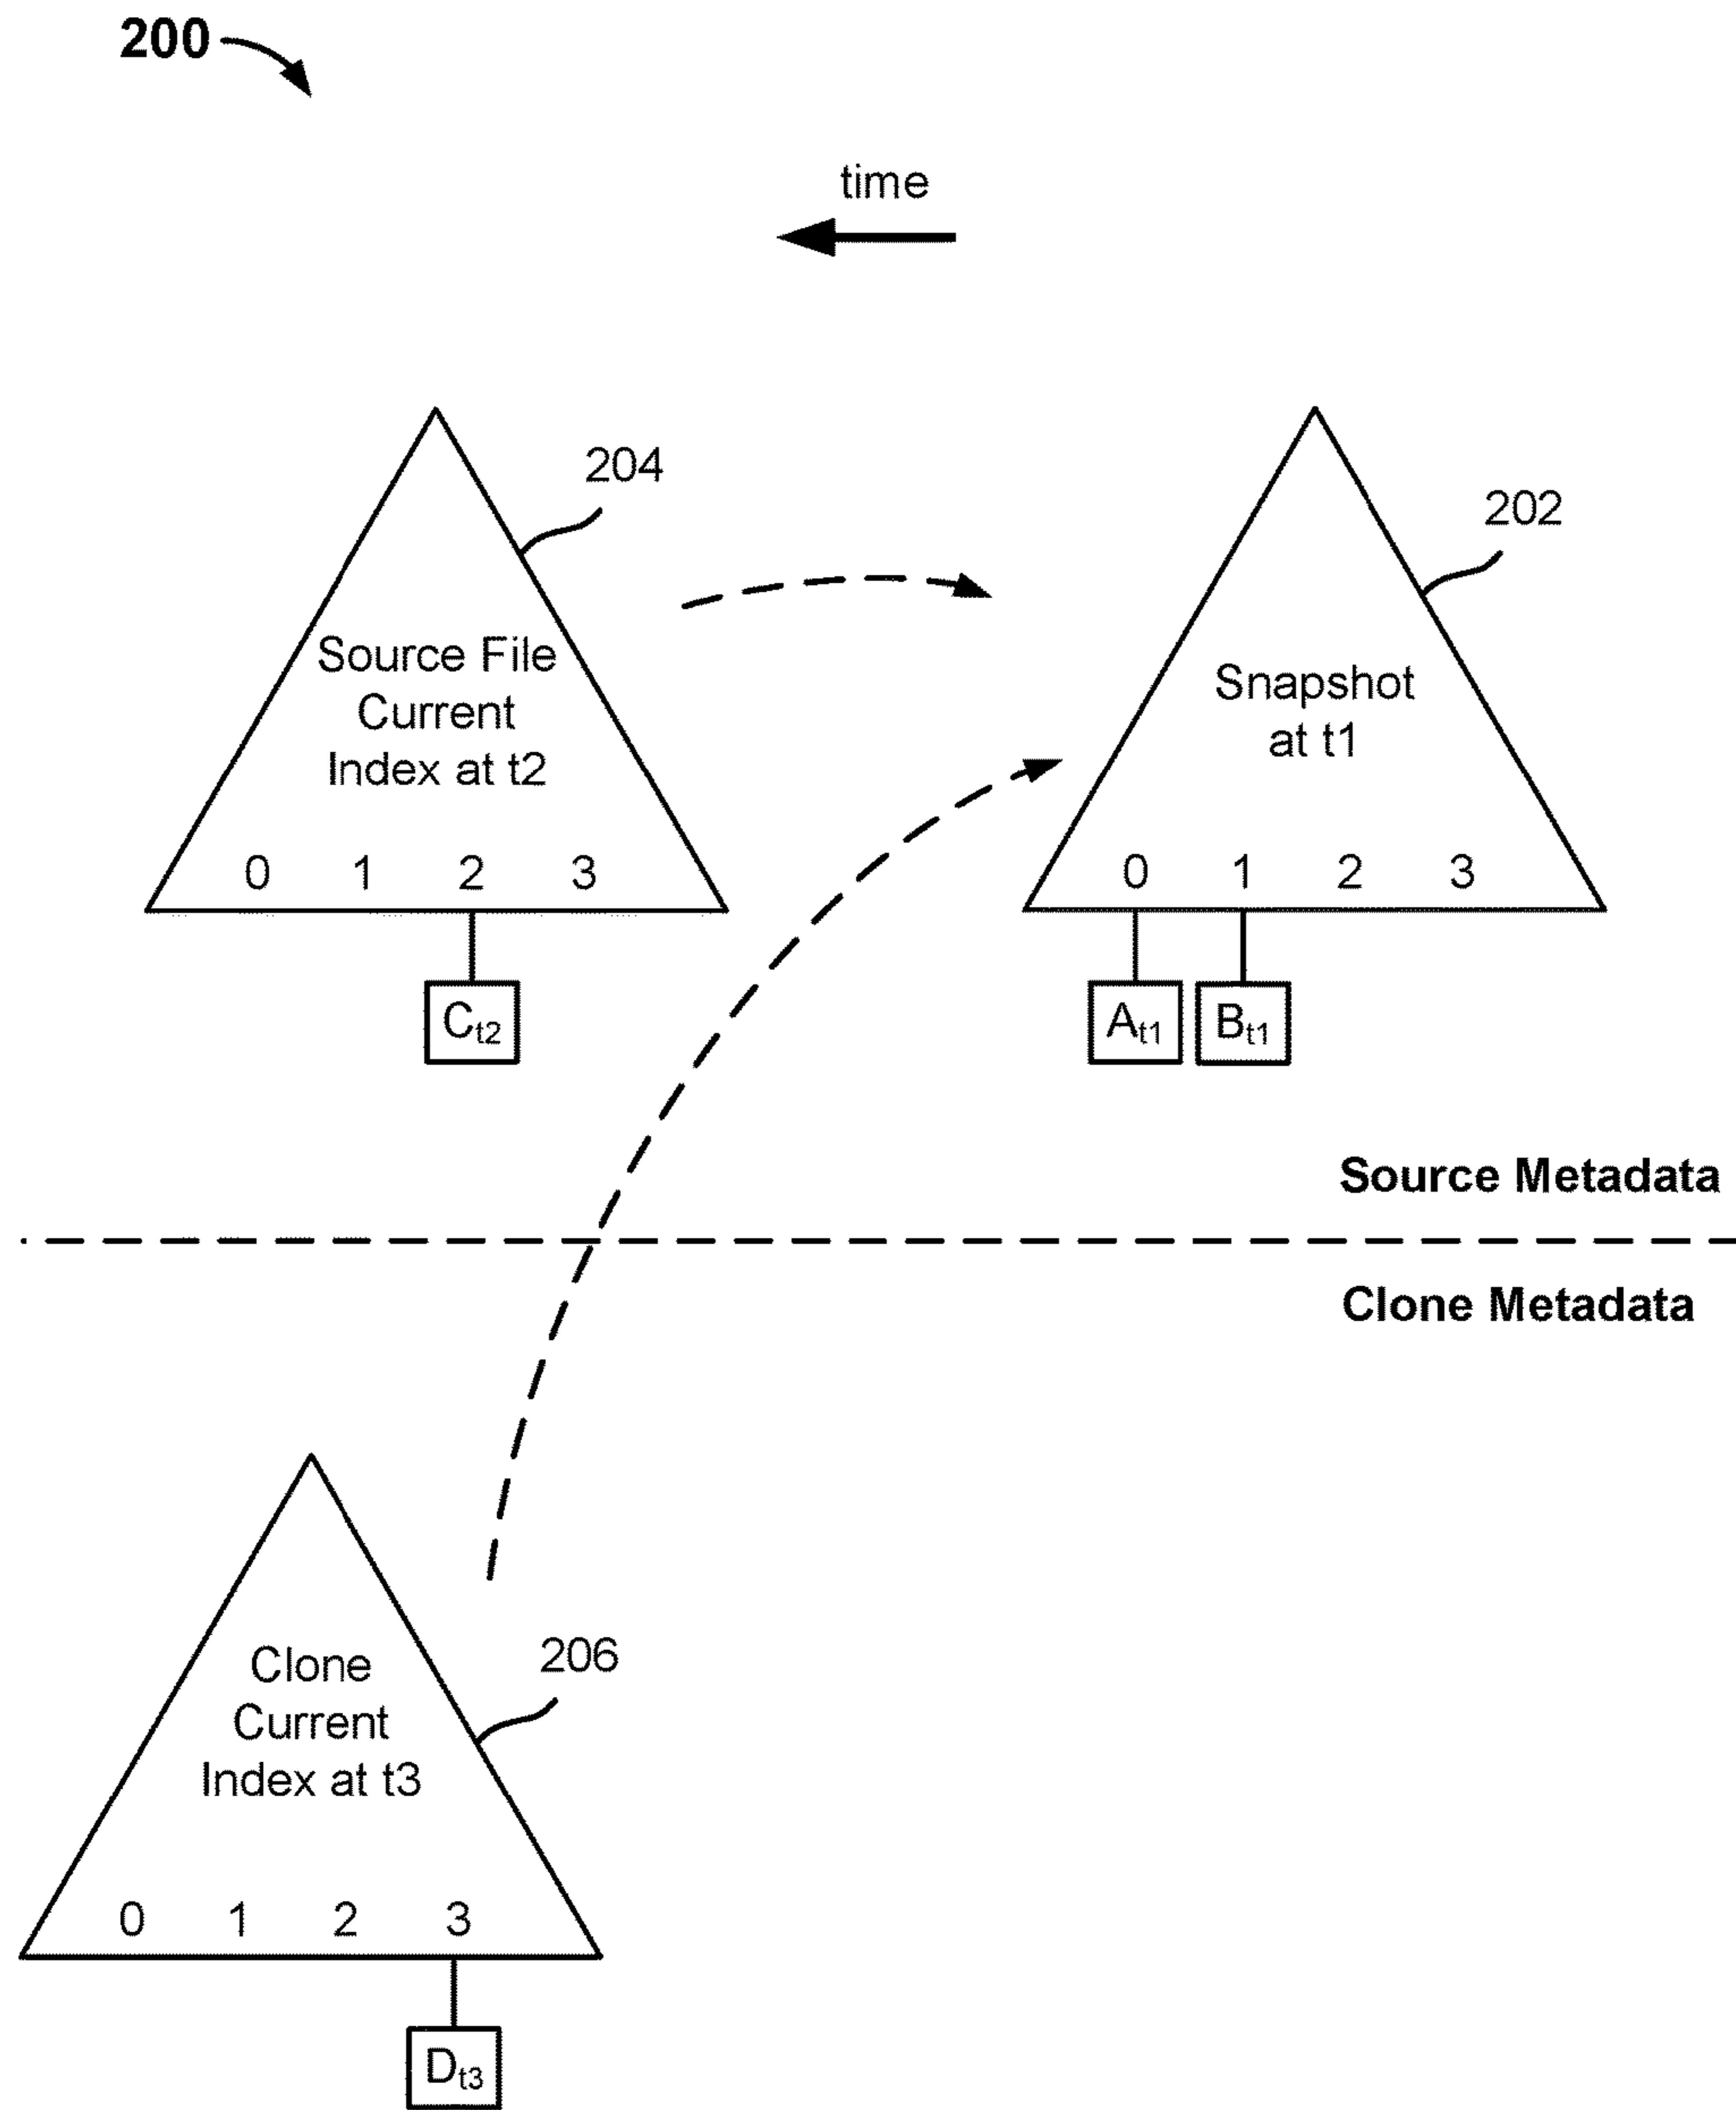 200
time
204
202
Source File
Current
Index at t2
Snapshot
at t1
0 1 2 3
0 1 2 3
Ct2
At1 Bt1
Source Metadata
Clone Metadata
206
Clone
Current
Index at t3
0 1 2 3
Dt3